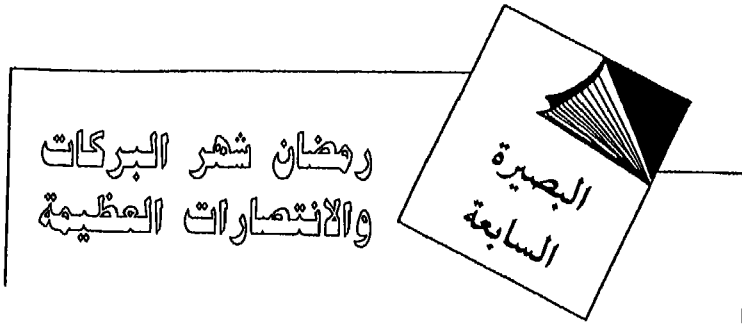 البصيرة
السابعة
رمضان شهر البركات
والانتصارات العظيمة